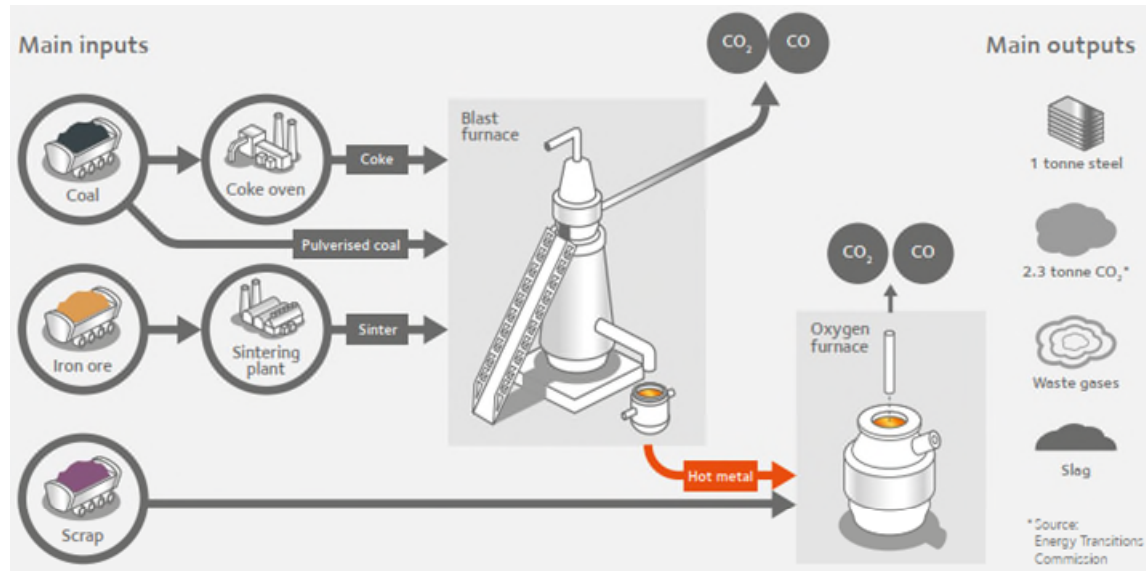 Main inputs
CO₂
CO
Main outputs
Blast
furnace
Coal
Coke oven
Coke
Pulverised coal
1 tonne steel
CO₂
CO
2.3 tonne CO₂*
Iron ore
Sintering
plant
Sinter
Oxygen
furnace
Waste gases
Hot metal
Slag
Scrap
*Source:
Energy Transitions
Commission